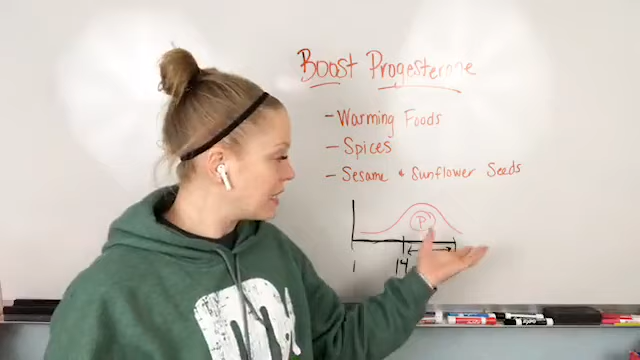 Boost Progesterone
- Warming Foods
- Spices
- Sesame & Sunflower Seeds
P
1 14